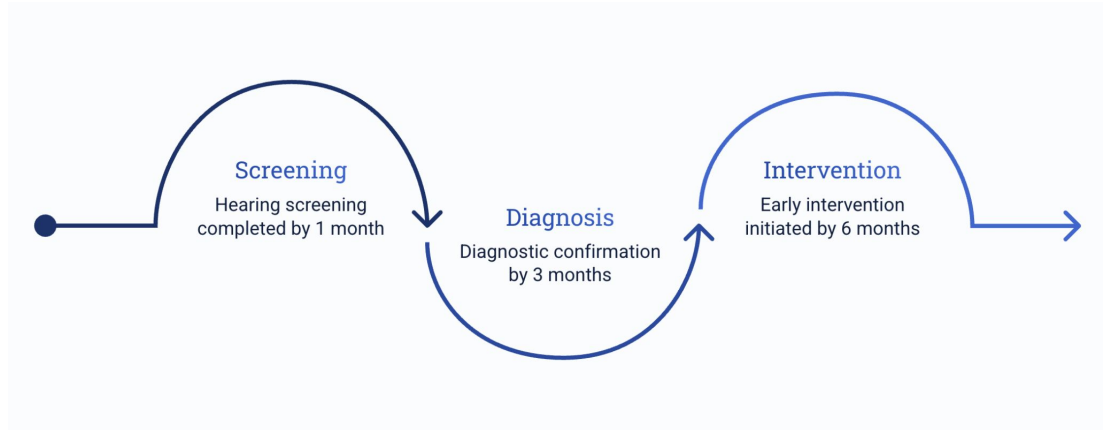 Screening
Hearing screening
completed by 1 month
Diagnosis
Diagnostic confirmation
by 3 months
Intervention
Early intervention
initiated by 6 months